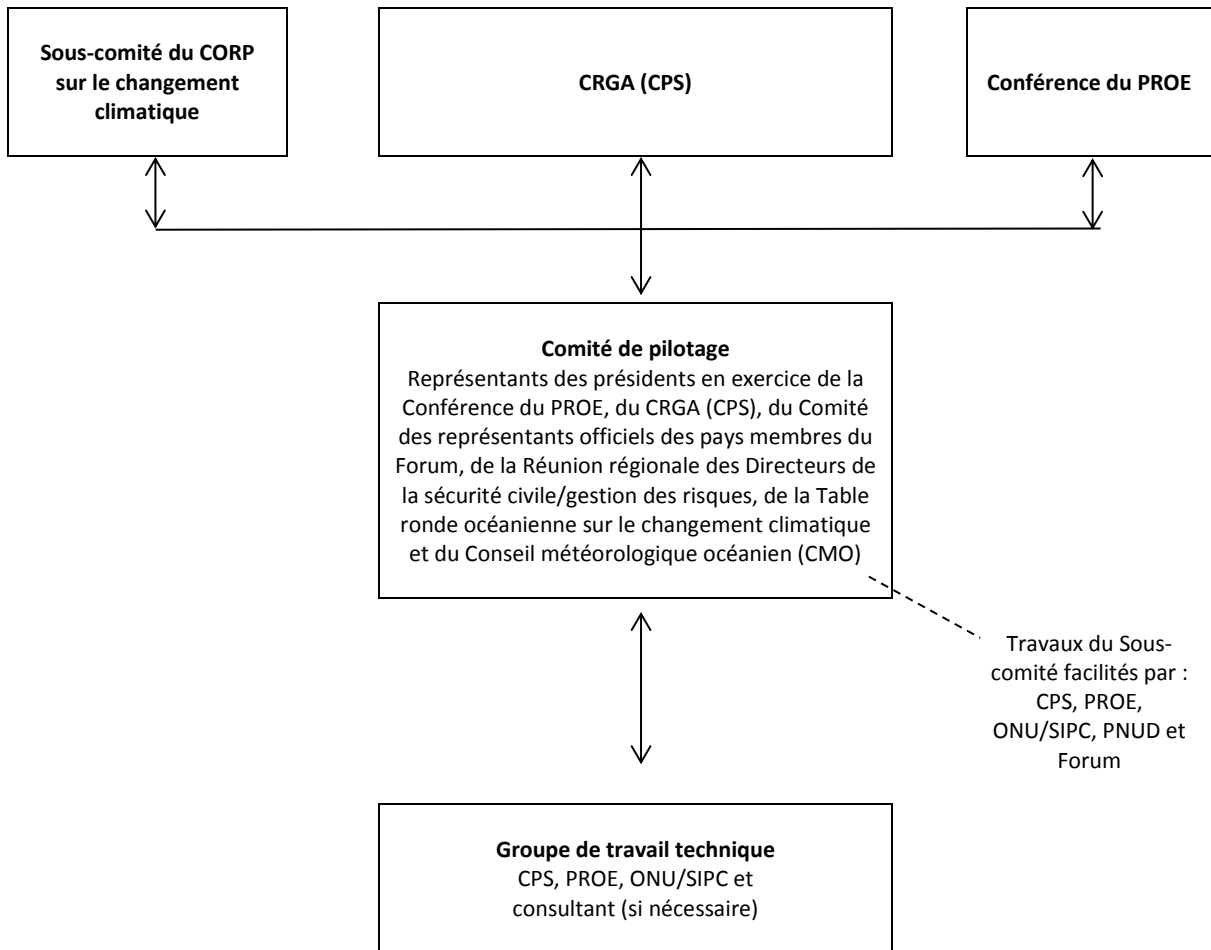 Sous-comité du CORP
sur le changement
climatique
CRGA (CPS)
Conférence du PROE
Comité de pilotage
Représentants des présidents en exercice de la
Conférence du PROE, du CRGA (CPS), du Comité
des représentants officiels des pays membres du
Forum, de la Réunion régionale des Directeurs de
la sécurité civile/gestion des risques, de la Table
ronde océanienne sur le changement climatique
et du Conseil météorologique océanien (CMO)
Travaux du Sous-
comité facilités par :
CPS, PROE,
ONU/SIPC, PNUD et
Forum
Groupe de travail technique
CPS, PROE, ONU/SIPC et
consultant (si nécessaire)